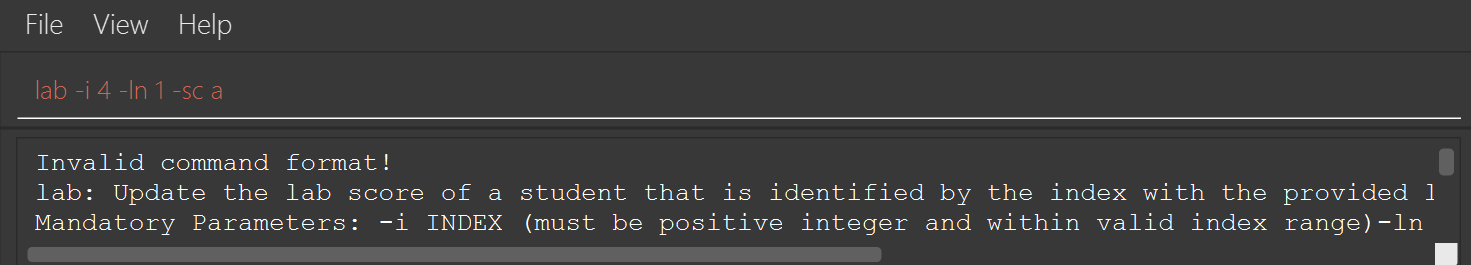 File View Help
lab -i 4 -ln 1 -sc a
Invalid command format!
lab: Update the lab score of a student that is identified by the index with the provided l
Mandatory Parameters: -i INDEX (must be positive integer and within valid index range)-ln